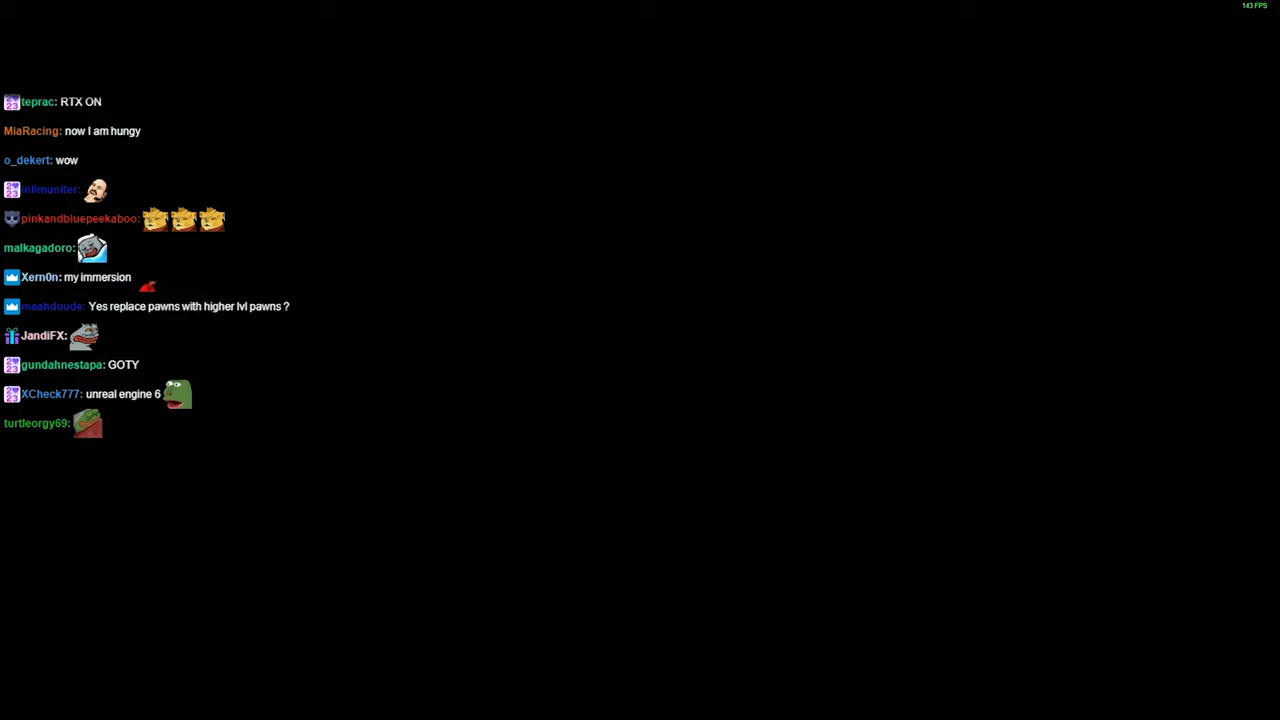 143 FPS
teprac: RTX ON
MiaRacing: now I am hungy
o_dekert: wow
intimuniter:
pinkandbluepeekaboo:
malkagadoro:
Xern0n: my immersion
maahduude: Yes replace pawns with higher lvl pawns ?
JandiFX:
gundahnestapa: GOTY
XCheck777: unreal engine 6
turtleorgy69: